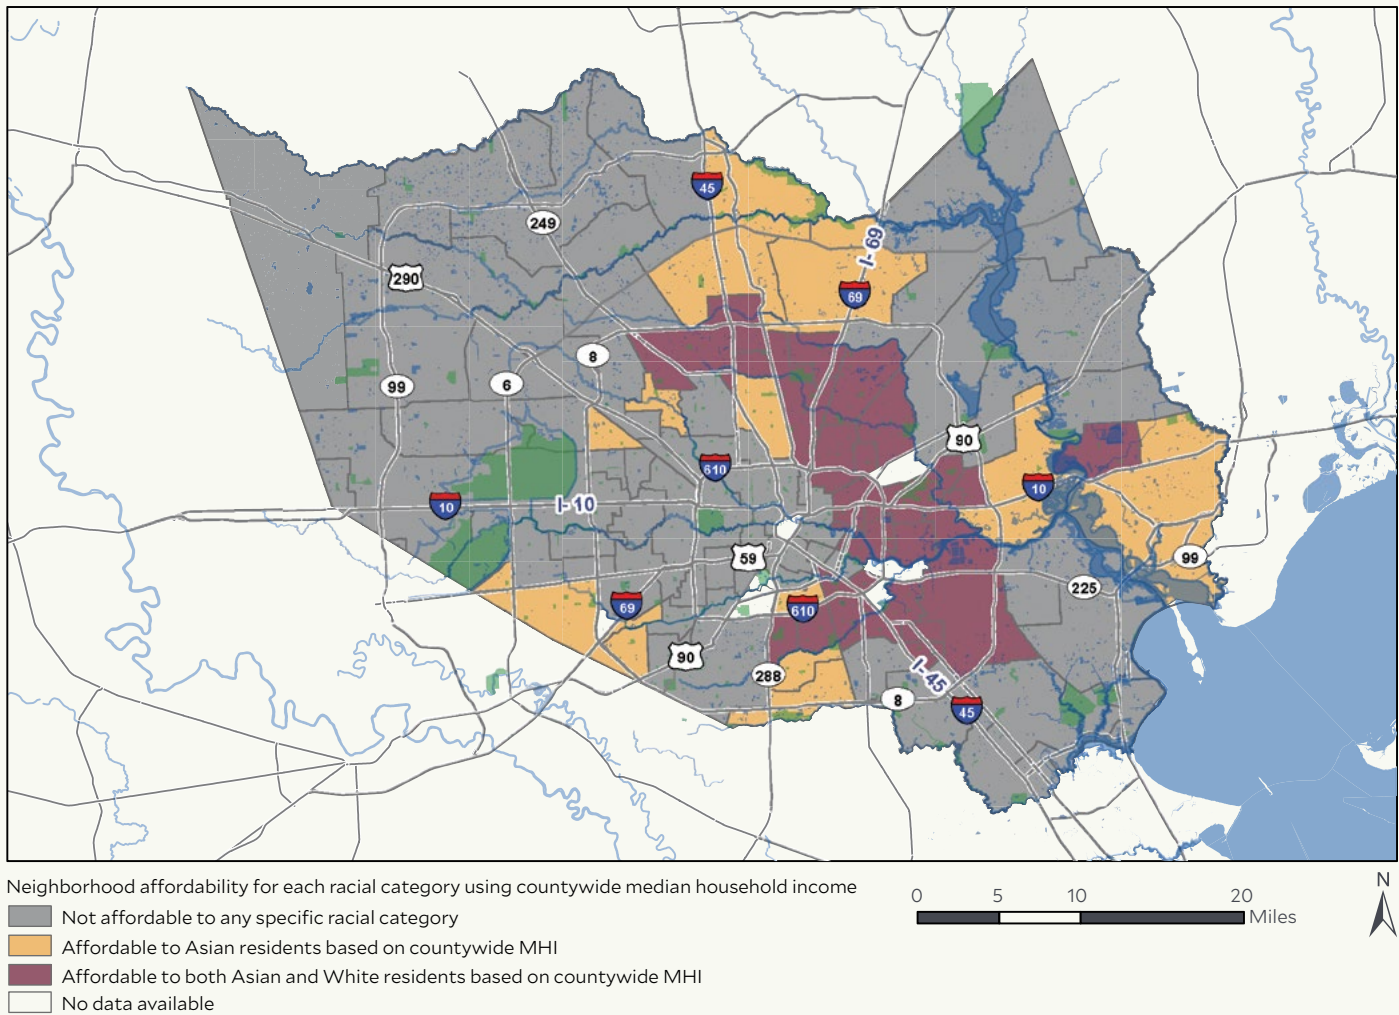 45
249
I-69
290
69
8
99
6
90
610
10
10
I-10
59
99
225
69
610
90
288
I-45
8
45
Neighborhood affordability for each racial category using countywide median household income
Not affordable to any specific racial category
Affordable to Asian residents based on countywide MHI
Affordable to both Asian and White residents based on countywide MHI
No data available
0 5 10 20
Miles
N